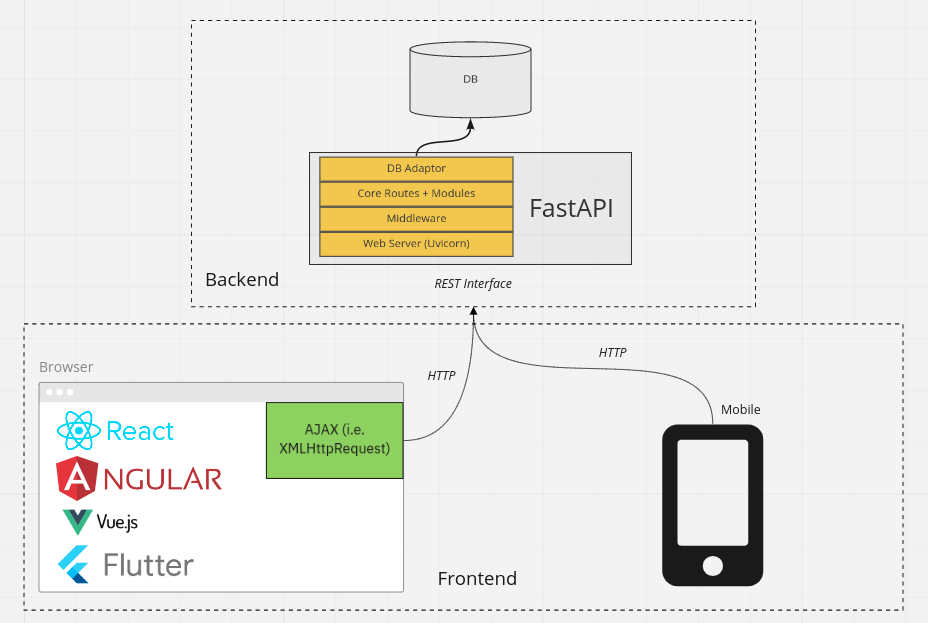 DB
DB Adaptor
Core Routes + Modules
Middleware
Web Server (Uvicorn)
FastAPI
Backend
REST Interface
Browser
HTTP
HTTP
Mobile
React
AJAX (i.e.
XMLHttpRequest)
ANGULAR
Vue.js
Flutter
Frontend